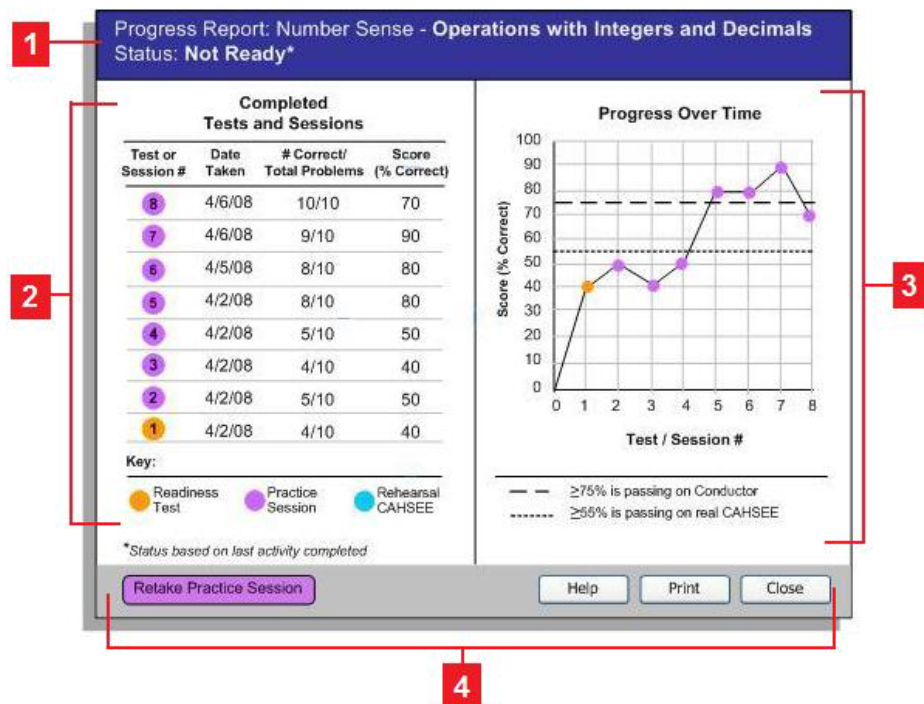 1
Progress Report: Number Sense - Operations with Integers and Decimals
Status: Not Ready*
2
Completed
Tests and Sessions
Test or Session # Date Taken # Correct/ Total Problems Score (% Correct)
8 4/6/08 10/10 70
7 4/6/08 9/10 90
6 4/5/08 8/10 80
5 4/2/08 8/10 80
4 4/2/08 5/10 50
3 4/2/08 4/10 40
2 4/2/08 5/10 50
1 4/2/08 4/10 40
Key:
Readiness Test
Practice Session
Rehearsal CAHSEE
*Status based on last activity completed
3
Progress Over Time
Score (% Correct)
100
90
80
70
60
50
40
30
20
10
0
0 1 2 3 4 5 6 7 8
Test / Session #
≥75% is passing on Conductor
≥55% is passing on real CAHSEE
Retake Practice Session
Help
Print
Close
4